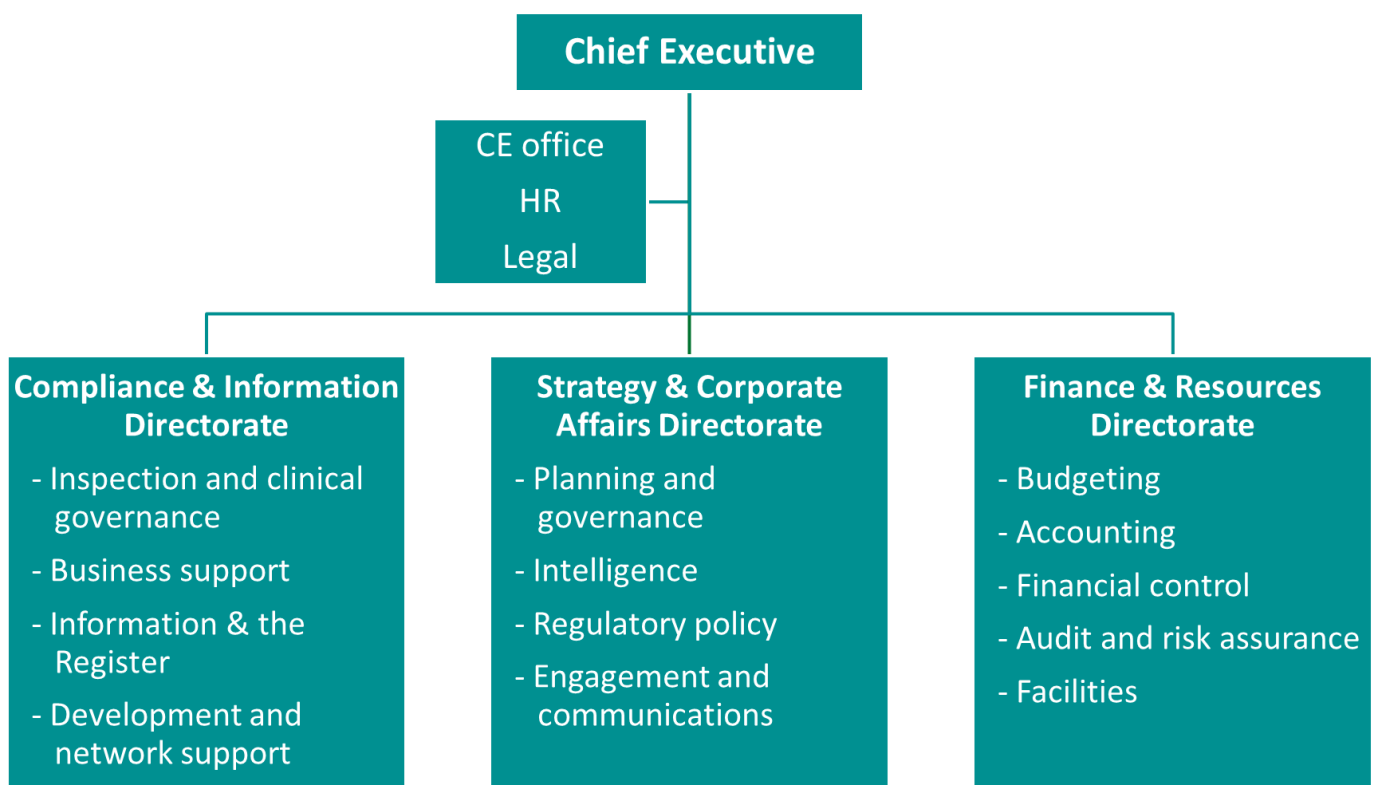 Chief Executive
CE office
HR
Legal
Compliance & Information
Directorate
- Inspection and clinical
governance
- Business support
- Information & the
Register
- Development and
network support
Strategy & Corporate
Affairs Directorate
- Planning and
governance
- Intelligence
- Regulatory policy
- Engagement and
communications
Finance & Resources
Directorate
- Budgeting
- Accounting
- Financial control
- Audit and risk assurance
- Facilities